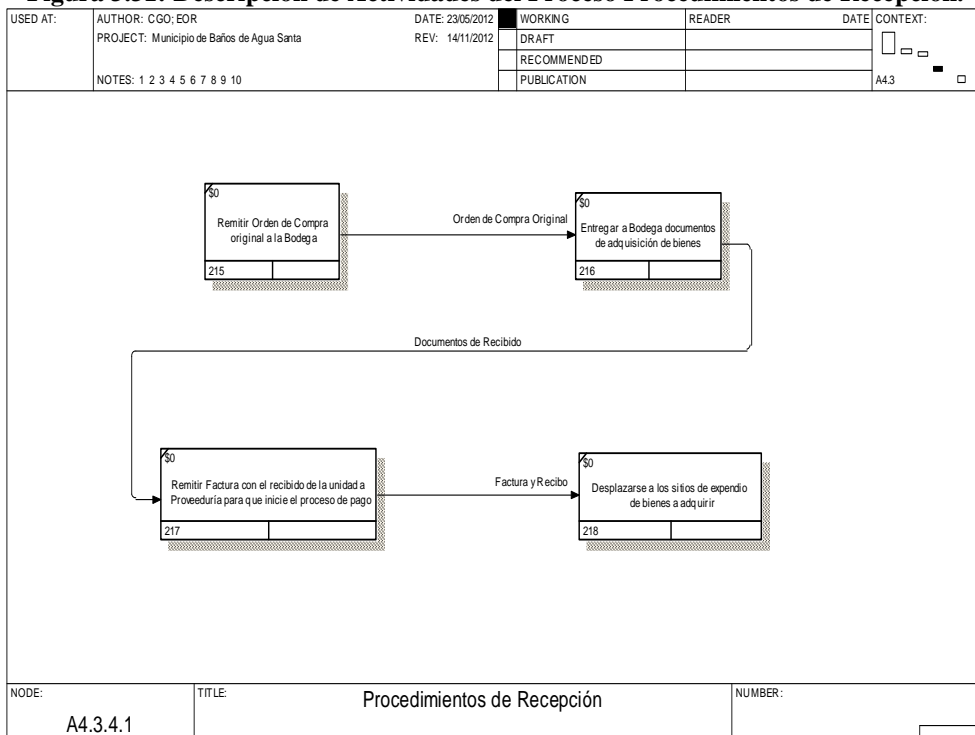 Figura 3.31: Descripción de Actividades del Proceso Procedimientos de Recepción.
USED AT:
AUTHOR: CGO; EOR
DATE: 23/05/2012
WORKING
READER
DATE
CONTEXT:
PROJECT: Municipio de Baños de Agua Santa
REV: 14/11/2012
DRAFT
RECOMMENDED
NOTES: 1 2 3 4 5 6 7 8 9 10
PUBLICATION
A4.3
$0
Remitir Orden de Compra
original a la Bodega
215
Orden de Compra Original
$0
Entregar a Bodega documentos
de adquisición de bienes
216
Documentos de Recibido
$0
Remitir Factura con el recibido de la unidad a
Proveeduría para que inicie el proceso de pago
217
Factura y Recibo
$0
Desplazarse a los sitios de expendio
de bienes a adquirir
218
NODE:
A4.3.4.1
TITLE:
Procedimientos de Recepción
NUMBER: